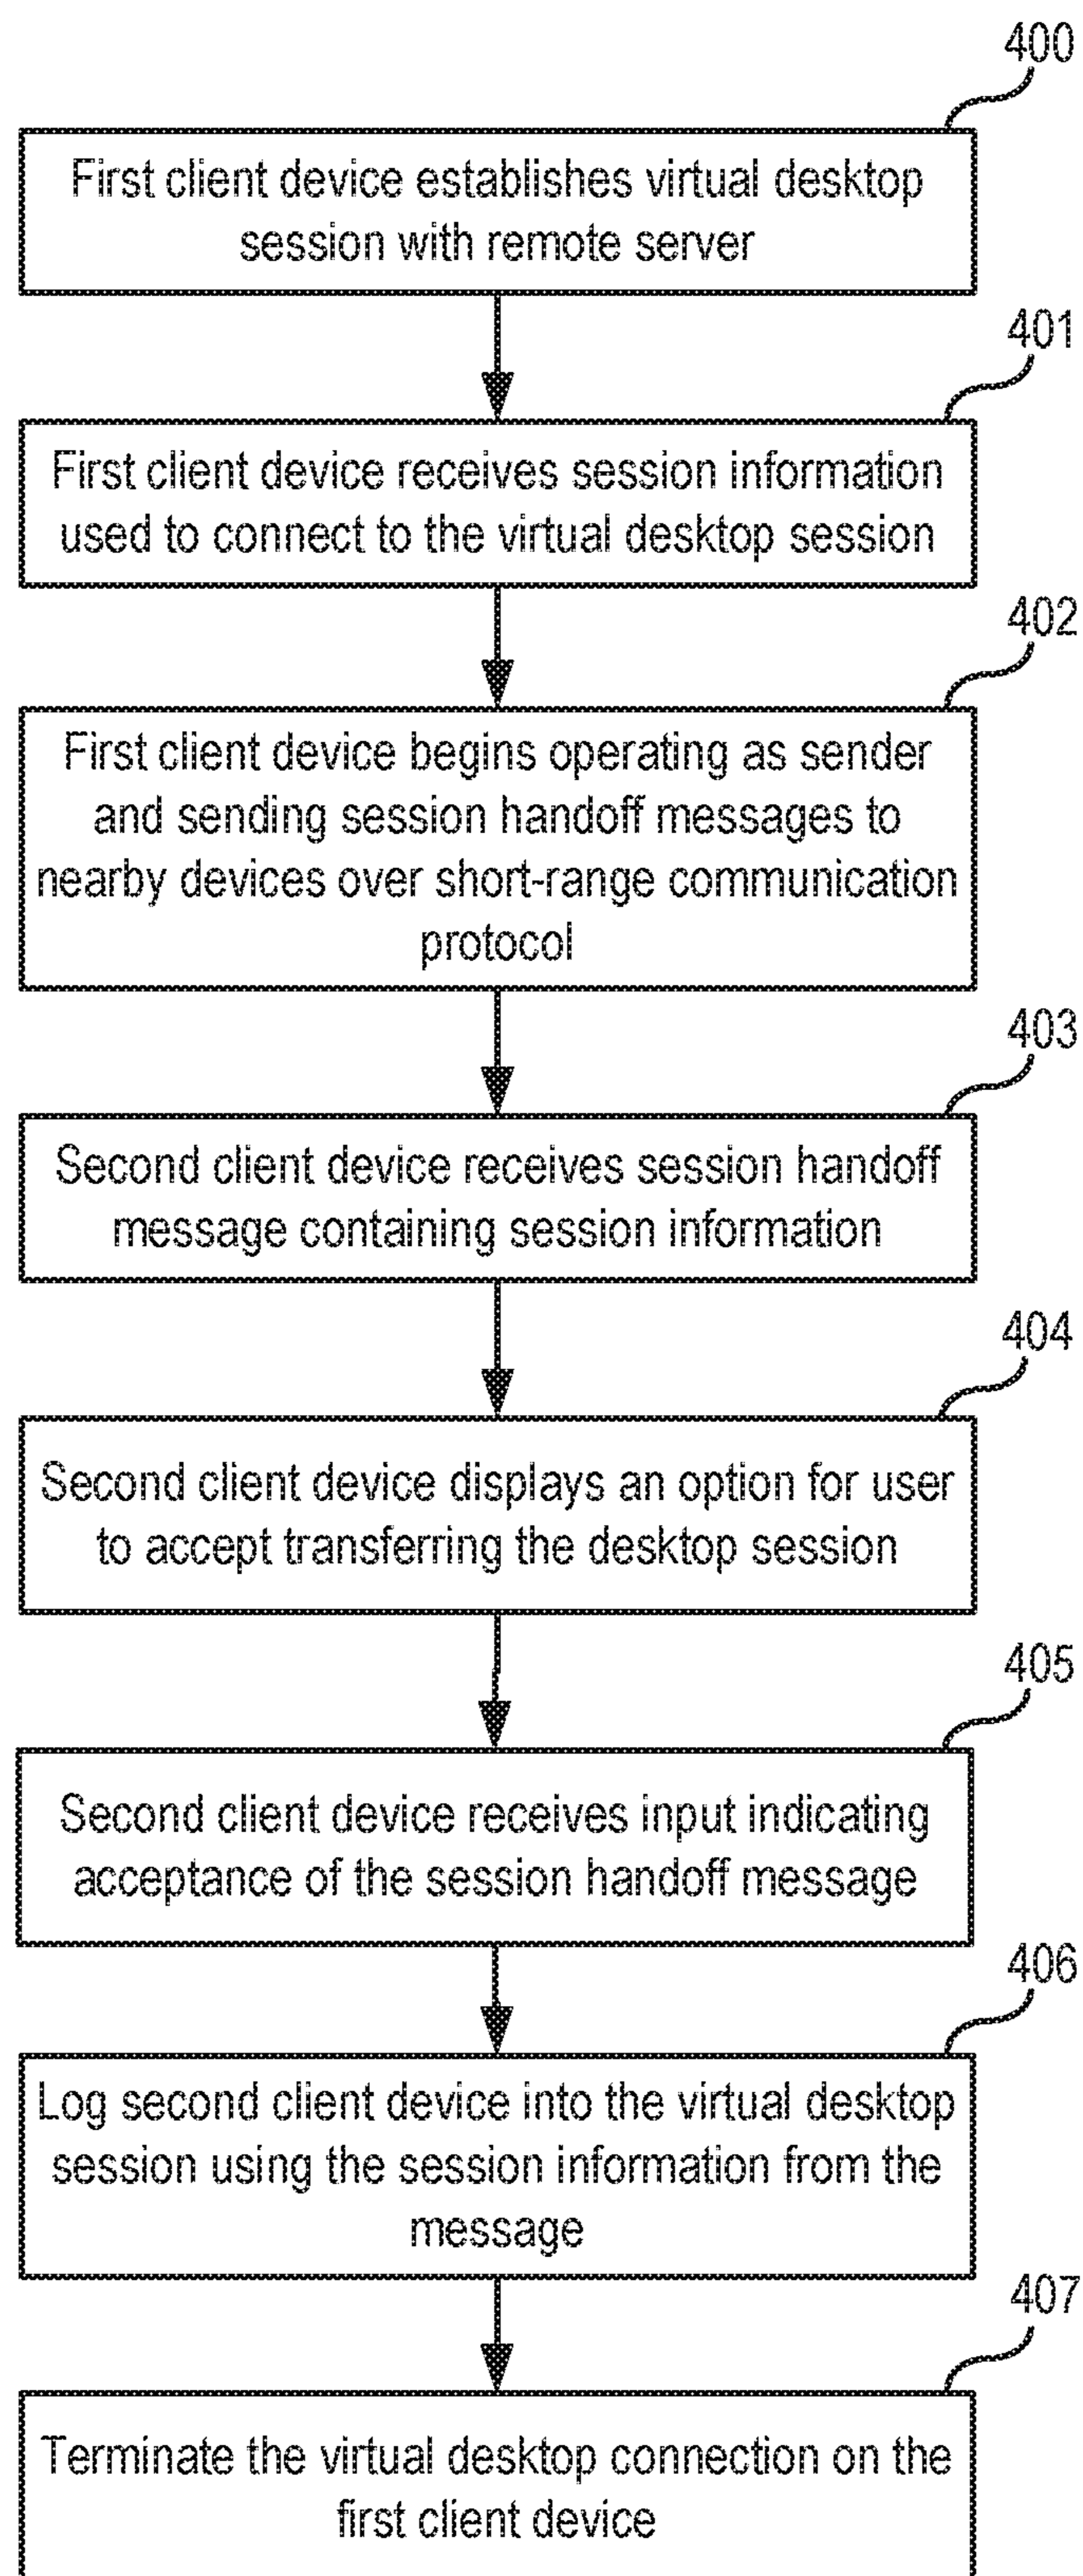 400
First client device establishes virtual desktop
session with remote server
401
First client device receives session information
used to connect to the virtual desktop session
402
First client device begins operating as sender
and sending session handoff messages to
nearby devices over short-range communication
protocol
403
Second client device receives session handoff
message containing session information
404
Second client device displays an option for user
to accept transferring the desktop session
405
Second client device receives input indicating
acceptance of the session handoff message
406
Log second client device into the virtual desktop
session using the session information from the
message
407
Terminate the virtual desktop connection on the
first client device